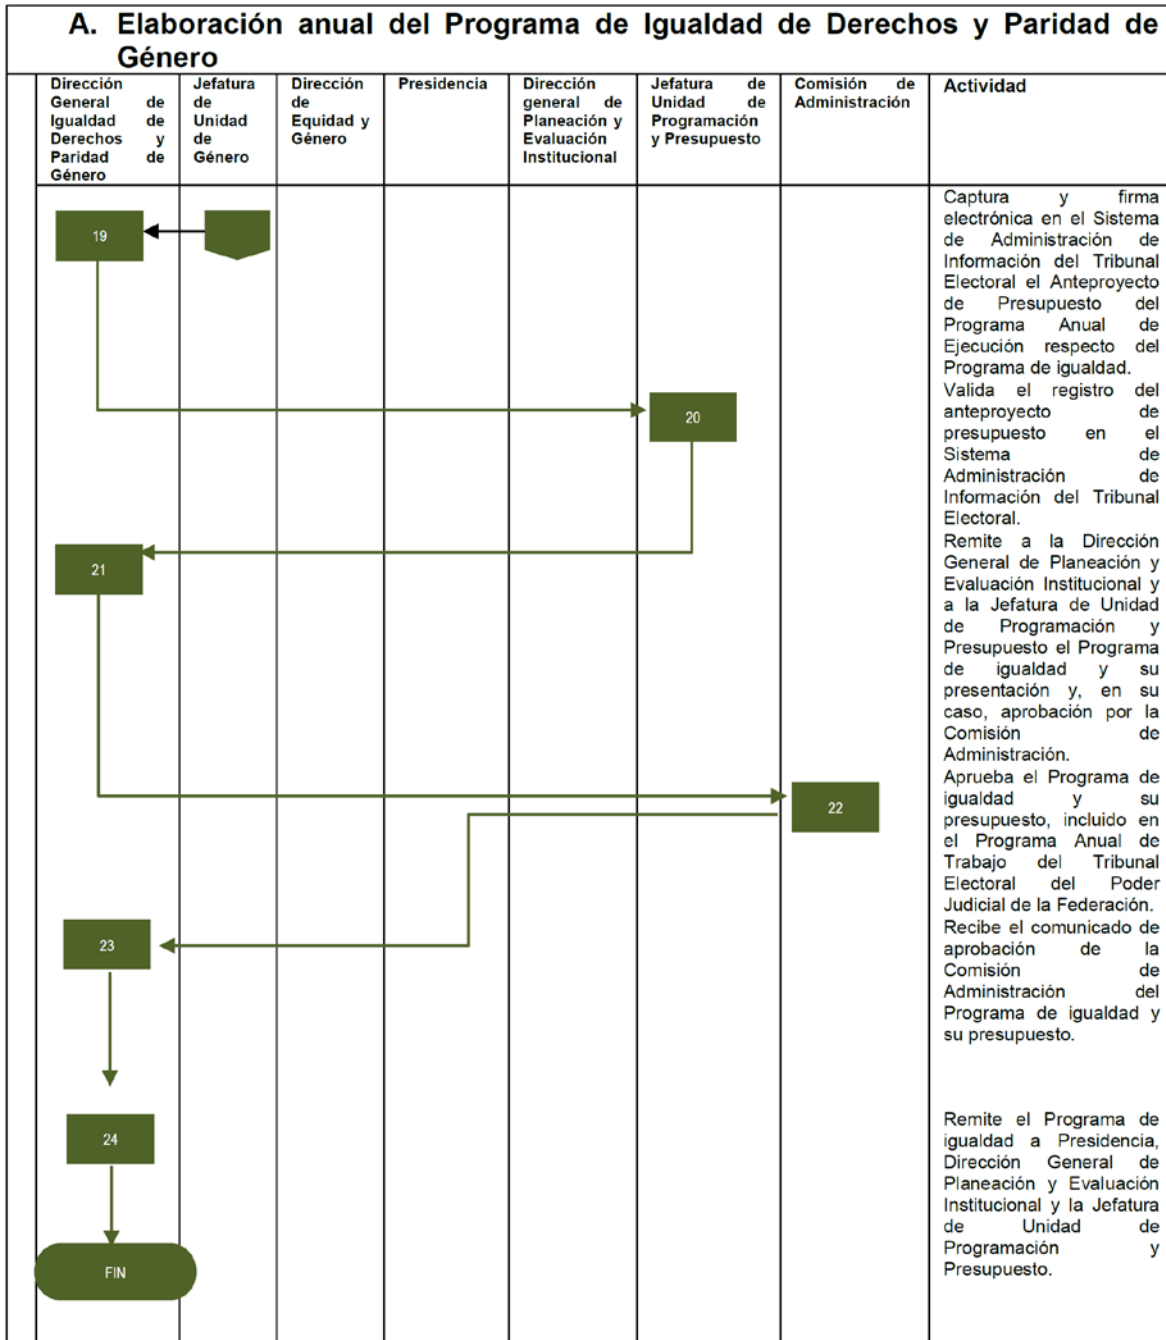 A. Elaboración anual del Programa de Igualdad de Derechos y Paridad de
Género
Dirección
General de
Igualdad de
Derechos y
Paridad de
Género
Jefatura
de
Unidad
de
Género
Dirección
de
Equidad y
Género
Presidencia
Dirección
general de
Planeación y
Evaluación
Institucional
Jefatura de
Unidad de
Programación
y Presupuesto
Comisión de
Administración
Actividad
19
20
21
22
23
24
FIN
Captura y firma
electrónica en el Sistema
de Administración de
Información del Tribunal
Electoral el Anteproyecto
de Presupuesto del
Programa Anual de
Ejecución respecto del
Programa de igualdad.
Valida el registro del
anteproyecto de
presupuesto en el
Sistema de
Administración de
Información del Tribunal
Electoral.
Remite a la Dirección
General de Planeación y
Evaluación Institucional y
a la Jefatura de Unidad
de Programación y
Presupuesto el Programa
de igualdad y su
presentación y, en su
caso, aprobación por la
Comisión de
Administración.
Aprueba el Programa de
igualdad y su
presupuesto, incluido en
el Programa Anual de
Trabajo del Tribunal
Electoral del Poder
Judicial de la Federación.
Recibe el comunicado de
aprobación de la
Comisión de
Administración del
Programa de igualdad y
su presupuesto.
Remite el Programa de
igualdad a Presidencia,
Dirección General de
Planeación y Evaluación
Institucional y la Jefatura
de Unidad de
Programación y
Presupuesto.